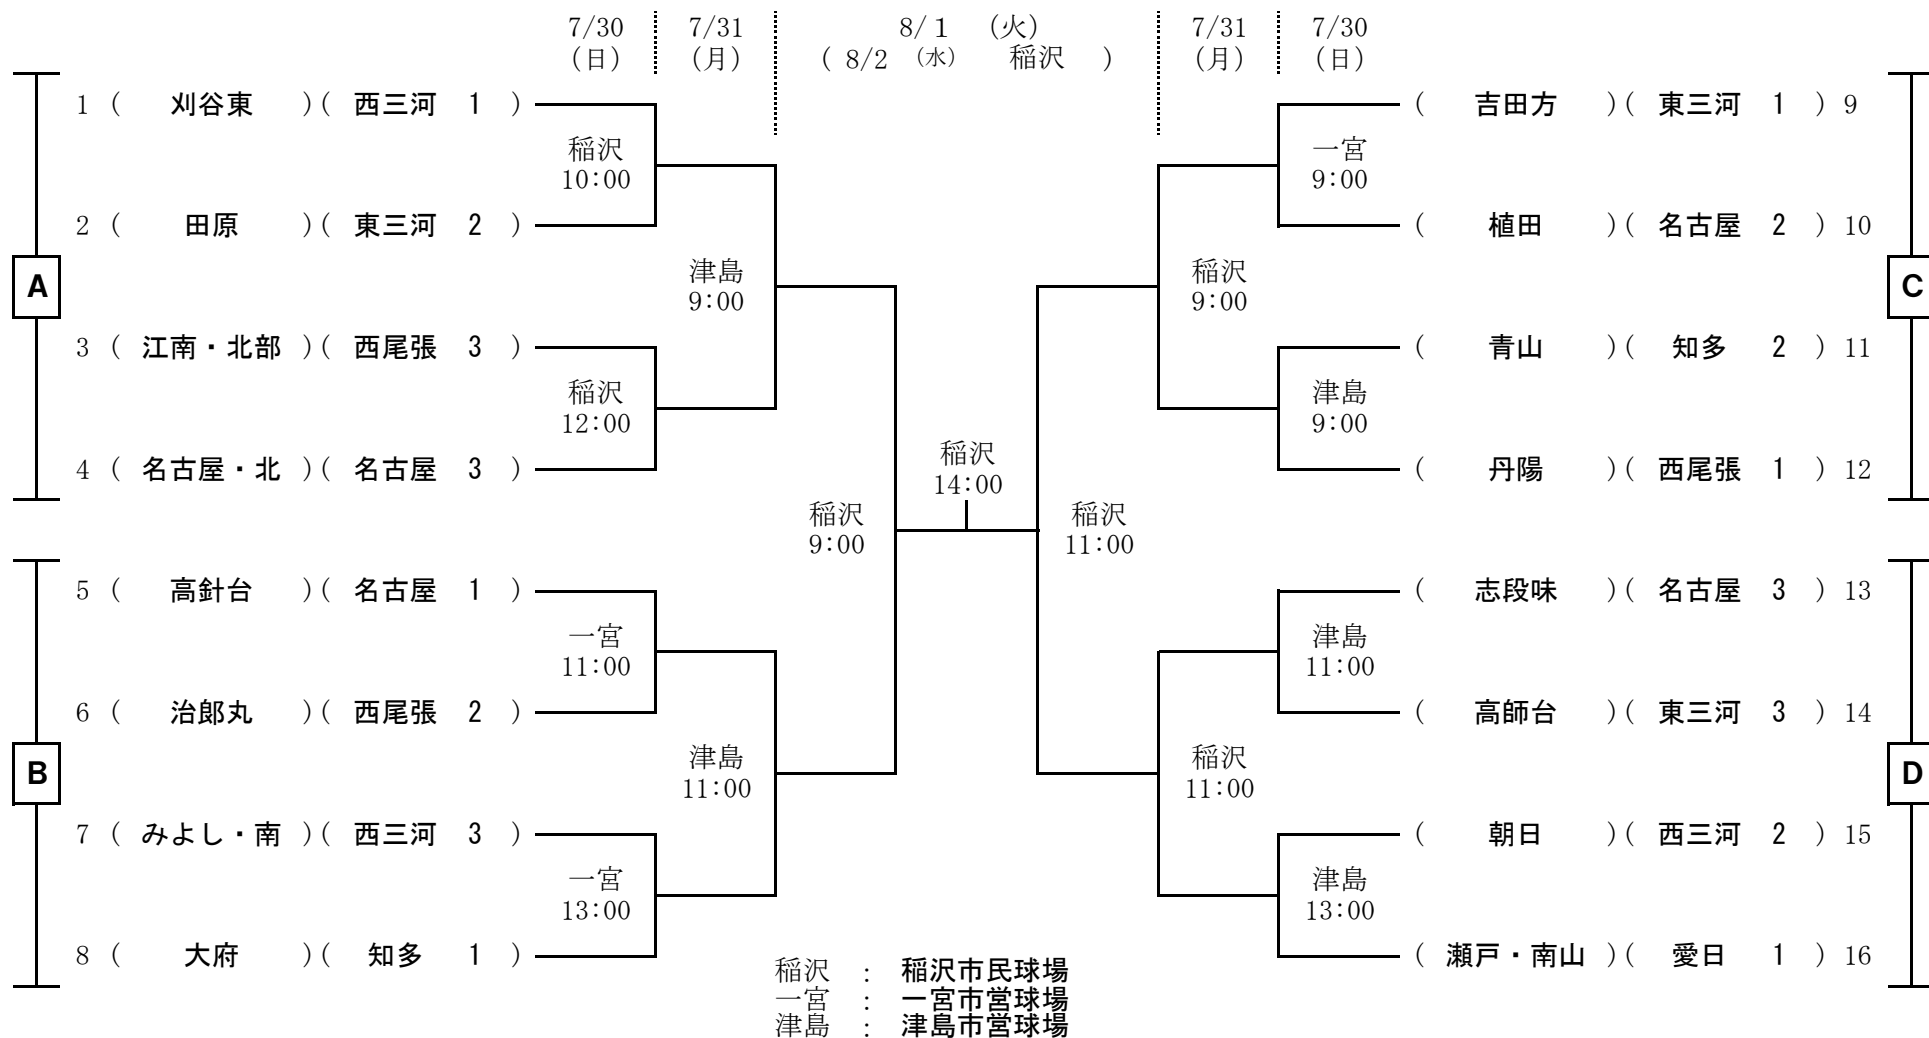 7/30 7/31 8/1 (火) 7/31 7/30
(日) (月) ( 8/2 (水) 稲沢 ) (月) (日)
1 ( 刈谷東 )( 西三河 1 ) ( 吉田方 )( 東三河 1 ) 9
稲沢 一宮
10:00 9:00
2 ( 田原 )( 東三河 2 ) ( 植田 )( 名古屋 2 ) 10
津島 稲沢
A C
9:00 9:00
3 ( 江南・北部 )( 西尾張 3 ) ( 青山 )( 知多 2 ) 11
稲沢 津島
12:00 9:00
稲沢
4 ( 名古屋・北 )( 名古屋 3 ) ( 丹陽 )( 西尾張 1 ) 12
14:00
稲沢 稲沢
9:00 11:00
5 ( 高針台 )( 名古屋 1 ) ( 志段味 )( 名古屋 3 ) 13
一宮 津島
11:00 11:00
6 ( 治郎丸 )( 西尾張 2 ) ( 高師台 )( 東三河 3 ) 14
津島 稲沢
B D
11:00 11:00
7 ( みよし・南 )( 西三河 3 ) ( 朝日 )( 西三河 2 ) 15
一宮 津島
13:00 13:00
8 ( 大府 )( 知多 1 ) ( 瀬戸・南山 )( 愛日 1 ) 16
稲沢 : 稲沢市民球場
一宮 : 一宮市営球場
津島 : 津島市営球場